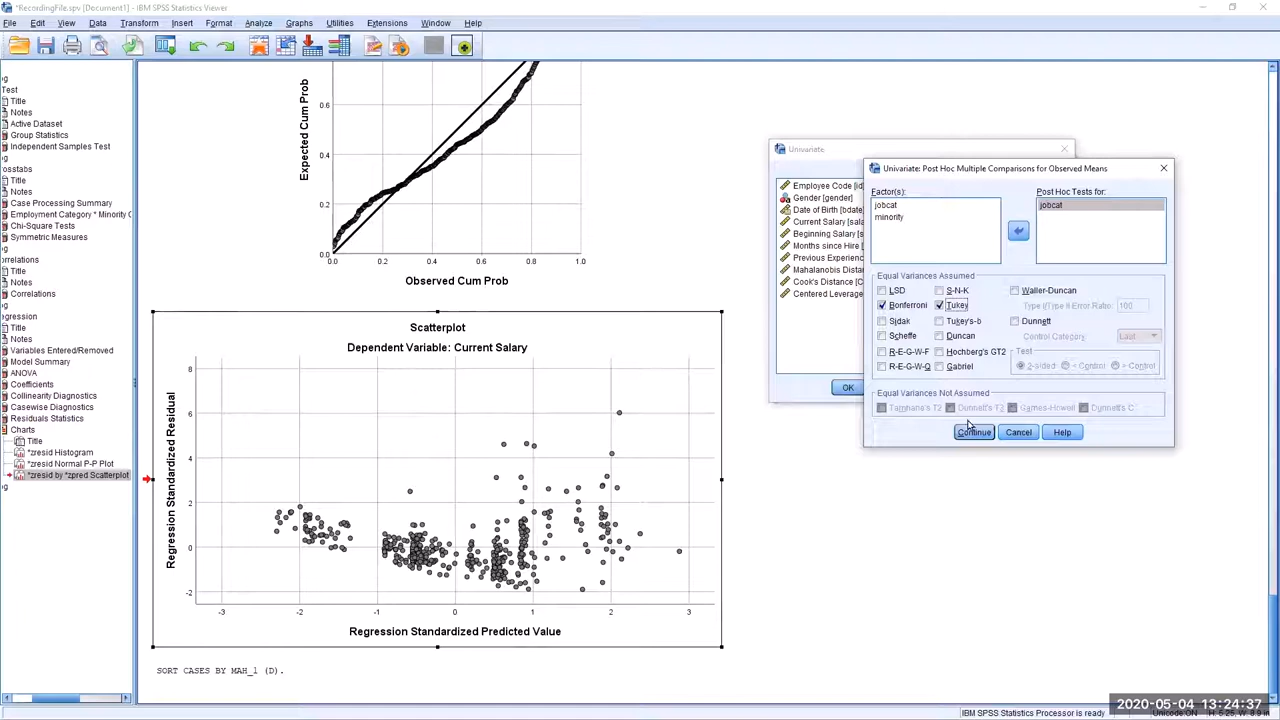 *RecordingFile.spv [Document1] - IBM SPSS Statistics Viewer
File Edit View Data Transform Insert Format Analyze Graphs Utilities Extensions Window Help
Test
Title
Notes
Active Dataset
Group Statistics
Independent Samples Test
Title
Notes
Case Processing Summary
Employment Category * Minority
Chi-Square Tests
Symmetric Measures
Title
Notes
Correlations
Title
Notes
Variables Entered/Removed
Model Summary
ANOVA
Coefficients
Collinearity Diagnostics
Casewise Diagnostics
Residuals Statistics
Charts
Title
*zresid Histogram
*zresid Normal P-P Plot
*zresid by *zpred Scatterplot
Expected Cum Prob
0.6
0.4
0.2
0.0
0.0 0.2 0.4 0.6 0.8 1.0
Observed Cum Prob
Scatterplot
Dependent Variable: Current Salary
Regression Standardized Residual
8
6
4
2
0
-2
-3 -2 -1 0 1 2 3
Regression Standardized Predicted Value
SORT CASES BY MAH_1 (D).
Univariate
Employee Code [id]
Gender [gender]
Date of Birth [bdate
Current Salary [sala
Beginning Salary [
Months since Hire [
Previous Experienc
Mahalanobis Distan
Cook's Distance [C
Centered Leverage
OK
Univariate: Post Hoc Multiple Comparisons for Observed Means
Factor(s):
jobcat
minority
Post Hoc Tests for:
jobcat
Equal Variances Assumed
LSD S-N-K Waller-Duncan
Bonferroni Tukey Type I/Type II Error Ratio: 100
Sidak Tukey's-b Dunnett
Scheffe Duncan Control Category: Last
R-E-G-W-F Hochberg's GT2 Test
R-E-G-W-Q Gabriel 2-sided < Control > Control
Equal Variances Not Assumed
Tamhane's T2 Dunnett's T3 Games-Howell Dunnett's C
Continue Cancel Help
2020-05-04 13:24:37
IBM SPSS Statistics Processor is ready